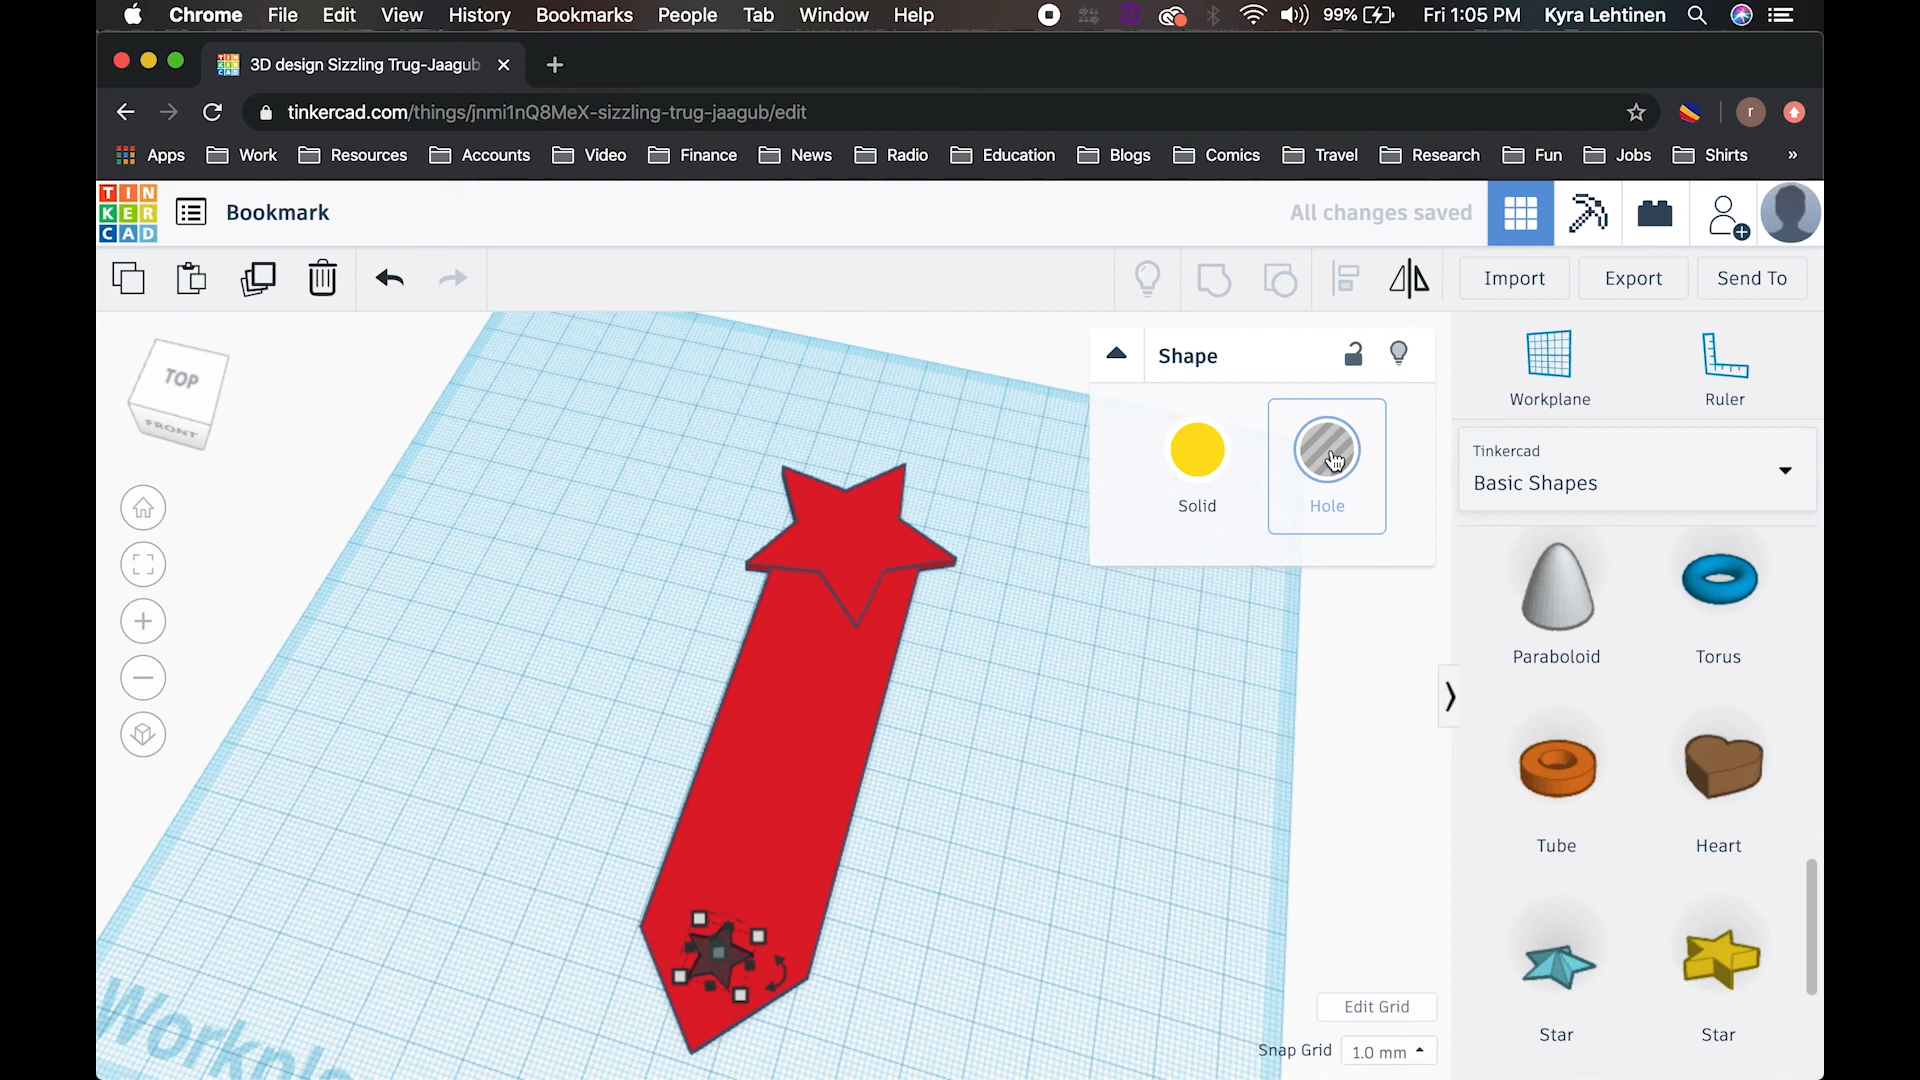 Chrome File Edit View History Bookmarks People Tab Window Help 99% Fri 1:05 PM Kyra Lehtinen
3D design Sizzling Trug-Jaagub
tinkercad.com/things/jnmi1nQ8MeX-sizzling-trug-jaagub/edit
r
Apps Work Resources Accounts Video Finance News Radio Education Blogs Comics Travel Research Fun Jobs Shirts »
TIN
KER
CAD
Bookmark
All changes saved
Import Export Send To
TOP
FRONT
Shape
Solid Hole
Workplane Ruler
Tinkercad
Basic Shapes
Paraboloid Torus
Tube Heart
Star Star
Edit Grid
Snap Grid 1.0 mm